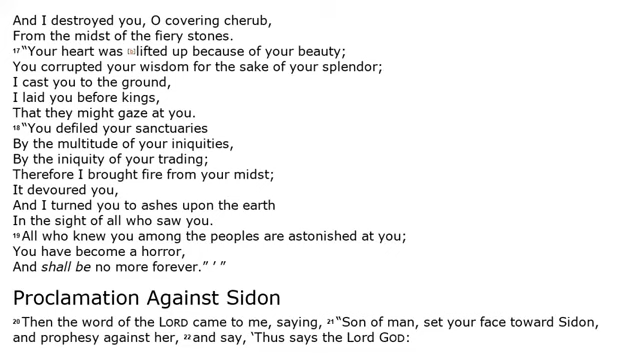 And I destroyed you, O covering cherub,
From the midst of the fiery stones.
17 “Your heart was [b]lifted up because of your beauty;
You corrupted your wisdom for the sake of your splendor;
I cast you to the ground,
I laid you before kings,
That they might gaze at you.
18 “You defiled your sanctuaries
By the multitude of your iniquities,
By the iniquity of your trading;
Therefore I brought fire from your midst;
It devoured you,
And I turned you to ashes upon the earth
In the sight of all who saw you.
19 All who knew you among the peoples are astonished at you;
You have become a horror,
And shall be no more forever.” ’ ”
Proclamation Against Sidon
20 Then the word of the LORD came to me, saying, 21 “Son of man, set your face toward Sidon,
and prophesy against her, 22 and say, ‘Thus says the Lord GOD: